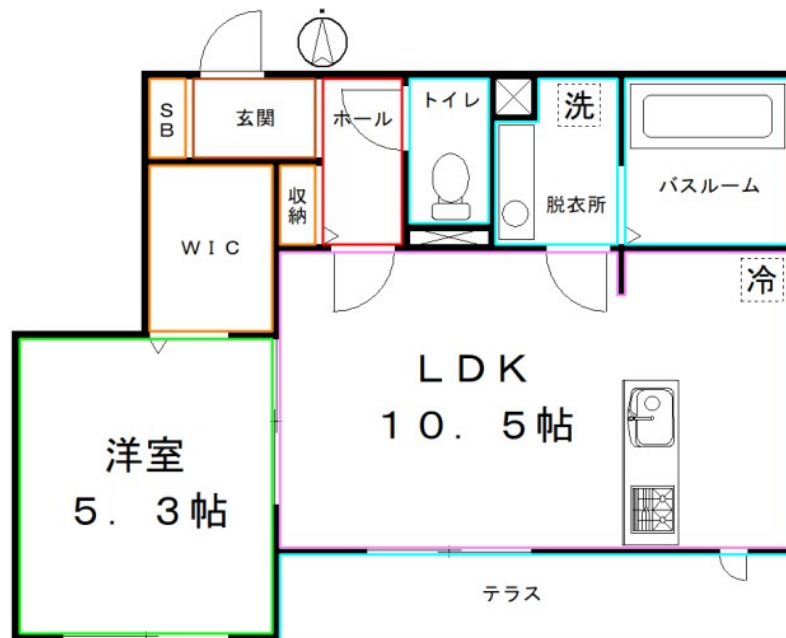 SB
玄関
ホール
トイレ
洗
脱衣所
バスルーム
収納
WIC
冷
LDK
10.5帖
洋室
5.3帖
テラス